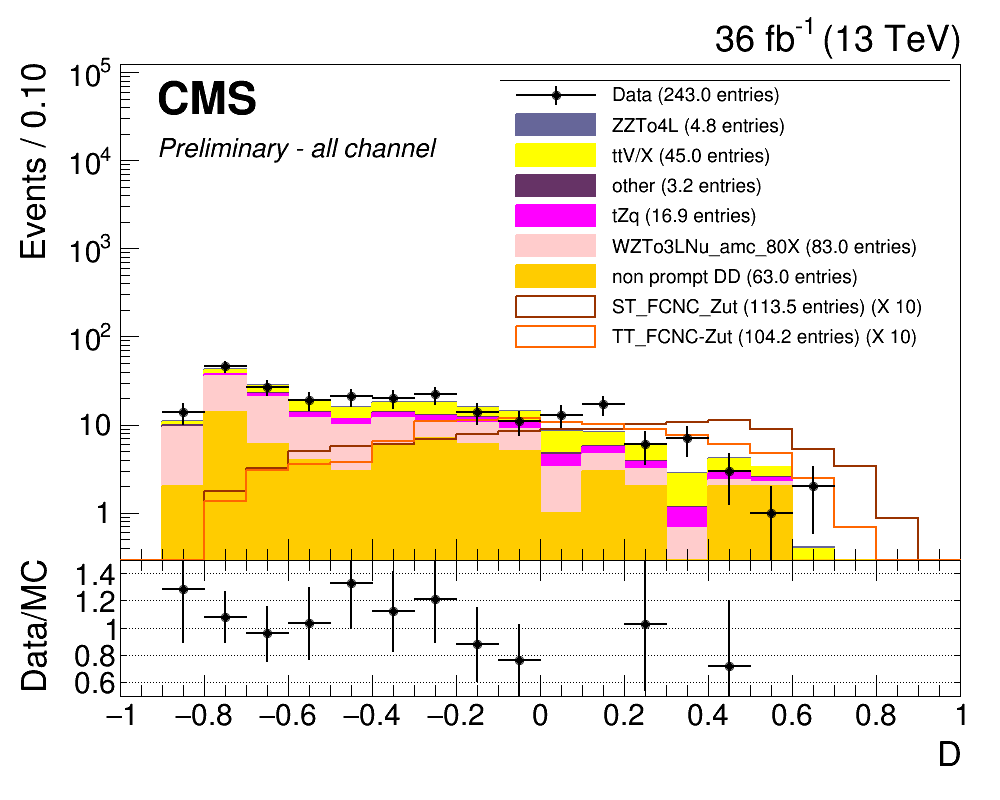 36 fb-1 (13 TeV)
Events / 0.10
10^5
10^4
10^3
10^2
10
1
CMS
Preliminary - all channel
Data (243.0 entries)
ZZTo4L (4.8 entries)
ttV/X (45.0 entries)
other (3.2 entries)
tZq (16.9 entries)
WZTo3LNu_amc_80X (83.0 entries)
non prompt DD (63.0 entries)
ST_FCNC_Zut (113.5 entries) (X 10)
TT_FCNC-Zut (104.2 entries) (X 10)
Data/MC
1.4
1.2
1
0.8
0.6
−1 −0.8 −0.6 −0.4 −0.2 0 0.2 0.4 0.6 0.8 1
D